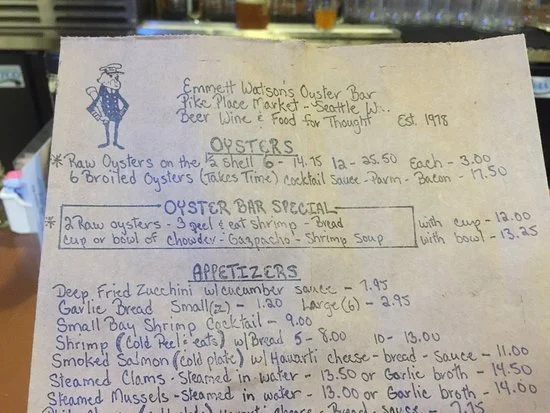 Emmett Watson's Oyster Bar
Pike Place Market - Seattle W..
Beer Wine & Food for Thought Est. 1978
OYSTERS
* Raw Oysters on the ½ shell 6 - 14.75 12 - 25.50 Each - 3.00
6 Broiled Oysters (Takes Time) cocktail sauce - Parm - Bacon - 17.50
OYSTER BAR SPECIAL
* 2 Raw oysters - 3 peel & eat shrimp - Bread with cup - 12.00
cup or bowl of chowder - Gazpacho - Shrimp Soup with bowl - 13.25
APPETIZERS
Deep Fried Zucchini w/cucumber sauce - 7.95
Garlic Bread Small(2) - 1.20 Large(6) - 2.95
Small Bay Shrimp Cocktail - 9.00
Shrimp (Cold Peel & eats) w/Bread 5 - 8.00 10 - 13.00
Smoked Salmon (cold plate) w/ Havarti cheese - bread - sauce - 11.00
Steamed Clams - steamed in water - 13.50 or Garlic broth - 14.50
Steamed Mussels - steamed in water - 13.00 or Garlic broth - 14.00